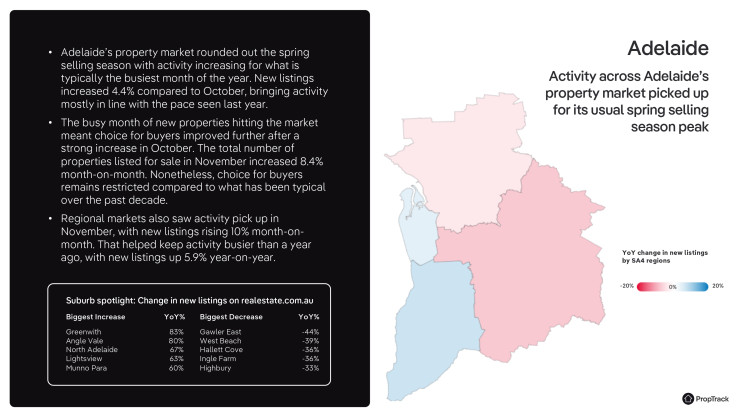 • Adelaide's property market rounded out the spring
selling season with activity increasing for what is
typically the busiest month of the year. New listings
increased 4.4% compared to October, bringing activity
mostly in line with the pace seen last year.
• The busy month of new properties hitting the market
meant choice for buyers improved further after a
strong increase in October. The total number of
properties listed for sale in November increased 8.4%
month-on-month. Nonetheless, choice for buyers
remains restricted compared to what has been typical
over the past decade.
• Regional markets also saw activity pick up in
November, with new listings rising 10% month-on-
month. That helped keep activity busier than a year
ago, with new listings up 5.9% year-on-year.
Suburb spotlight: Change in new listings on realestate.com.au
Biggest Increase YoY% Biggest Decrease YoY%
Greenwith 83% Gawler East -44%
Angle Vale 80% West Beach -39%
North Adelaide 67% Hallett Cove -36%
Lightsview 63% Ingle Farm -36%
Munno Para 60% Highbury -33%
Adelaide
Activity across Adelaide's
property market picked up
for its usual spring selling
season peak
YoY change in new listings
by SA4 regions
-20% 0% 20%
PropTrack